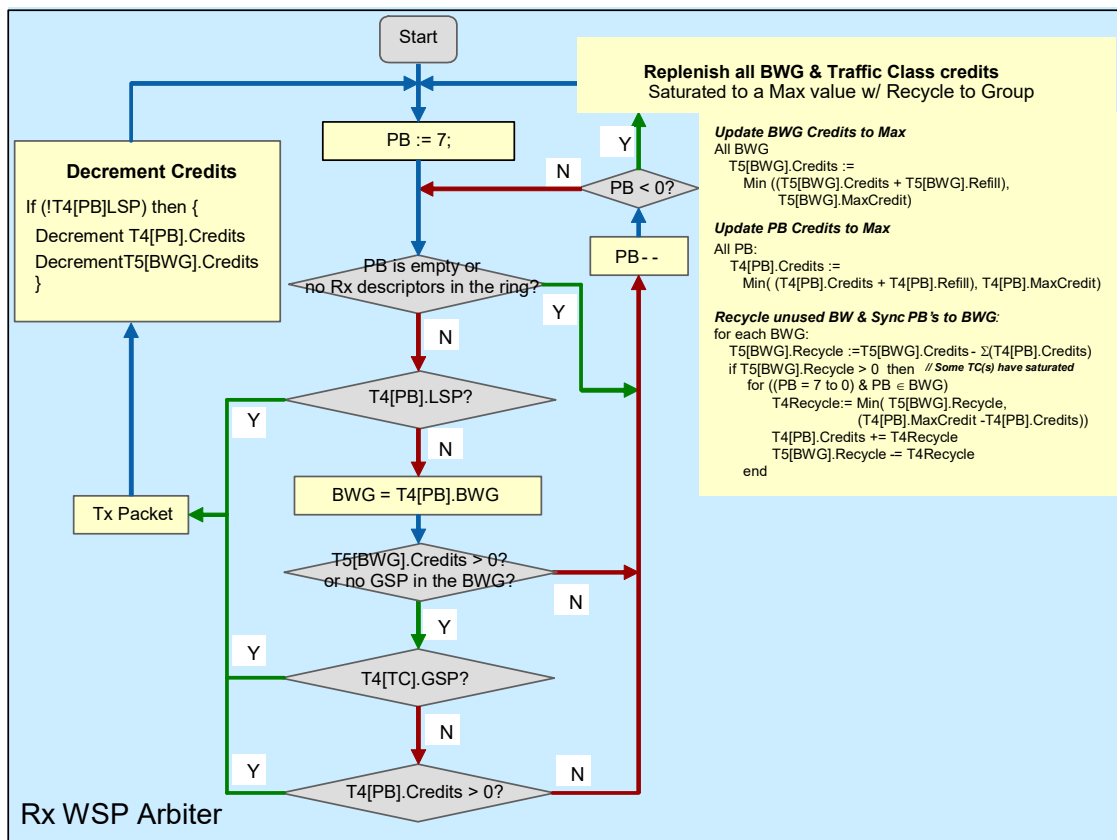 Start
PB := 7;
Replenish all BWG & Traffic Class credits
Saturated to a Max value w/ Recycle to Group
Update BWG Credits to Max
All BWG
T5[BWG].Credits :=
Min ((T5[BWG].Credits + T5[BWG].Refill),
T5[BWG].MaxCredit)
Update PB Credits to Max
All PB:
T4[PB].Credits :=
Min( (T4[PB].Credits + T4[PB].Refill), T4[PB].MaxCredit)
Recycle unused BW & Sync PB's to BWG:
for each BWG:
T5[BWG].Recycle :=T5[BWG].Credits - Σ(T4[PB].Credits)
if T5[BWG].Recycle > 0 then // Some TC(s) have saturated
for ((PB = 7 to 0) & PB ∈ BWG)
T4Recycle:= Min( T5[BWG].Recycle,
(T4[PB].MaxCredit -T4[PB].Credits))
T4[PB].Credits += T4Recycle
T5[BWG].Recycle -= T4Recycle
end
Y
N
PB < 0?
PB- -
Decrement Credits
If (!T4[PB]LSP) then {
Decrement T4[PB].Credits
DecrementT5[BWG].Credits
}
PB is empty or
no Rx descriptors in the ring?
Y
N
T4[PB].LSP?
Y
N
BWG = T4[PB].BWG
Tx Packet
T5[BWG].Credits > 0?
or no GSP in the BWG?
N
Y
T4[TC].GSP?
Y
N
T4[PB].Credits > 0?
Y
N
Rx WSP Arbiter